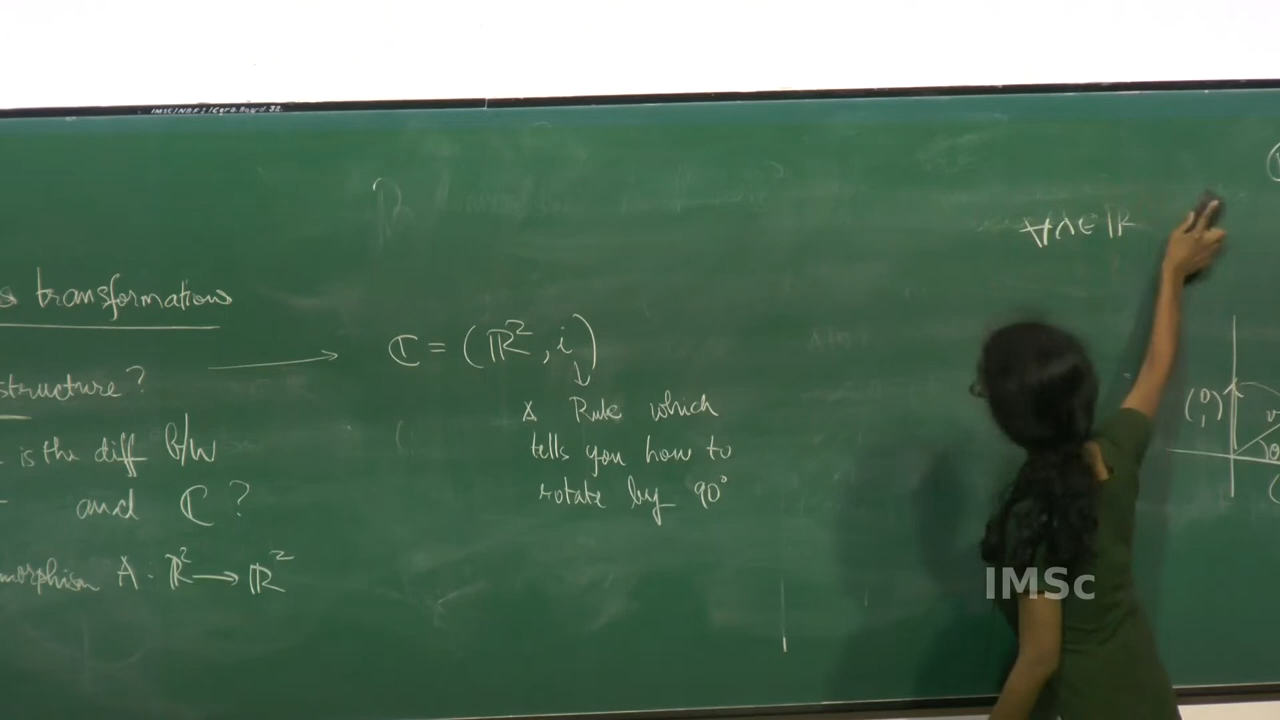 transformations
structure?
is the diff b/w
and ℂ?
morphism A : ℝ² → ℝ²
ℂ = (ℝ², i)
A Rule which
tells you how to
rotate by 90°
∀λ∈ℝ
(0 1)
θ
IMSc